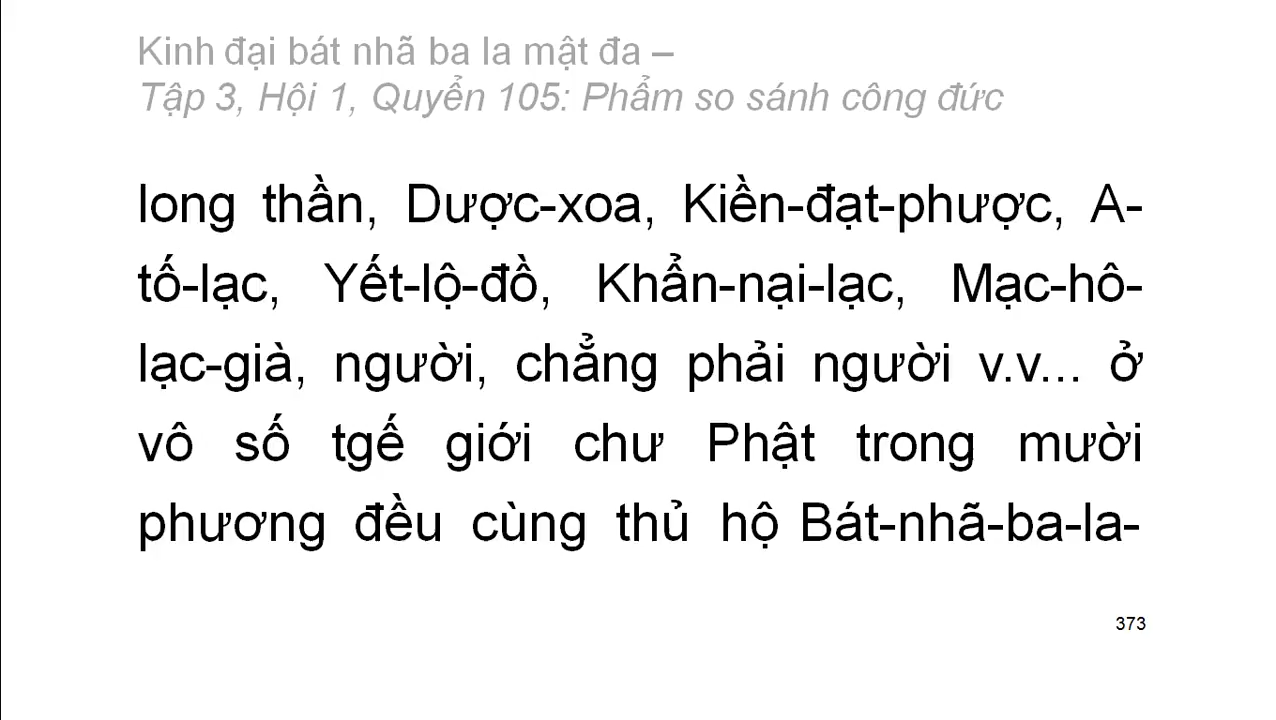 Kinh đại bát nhã ba la mật đa –
Tập 3, Hội 1, Quyển 105: Phẩm so sánh công đức
long thần, Dược-xoa, Kiền-đạt-phược, A-
tố-lạc, Yết-lộ-đồ, Khẩn-nại-lạc, Mạc-hô-
lạc-già, người, chẳng phải người v.v... ở
vô số tgế giới chư Phật trong mười
phương đều cùng thủ hộ Bát-nhã-ba-la-
373